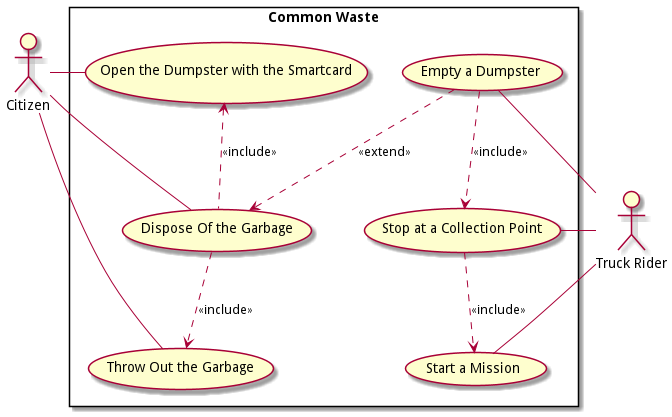 Common Waste
Open the Dumpster with the Smartcard
Empty a Dumpster
Citizen
«include»
«extend»
«include»
Dispose Of the Garbage
Stop at a Collection Point
Truck Rider
«include»
«include»
Throw Out the Garbage
Start a Mission